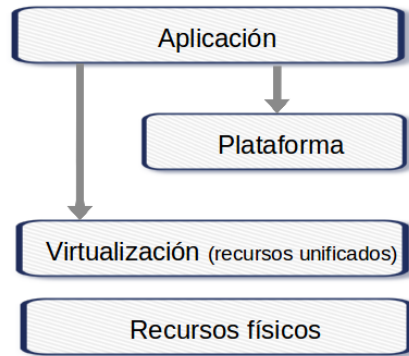 Aplicación
Plataforma
Virtualización (recursos unificados)
Recursos físicos